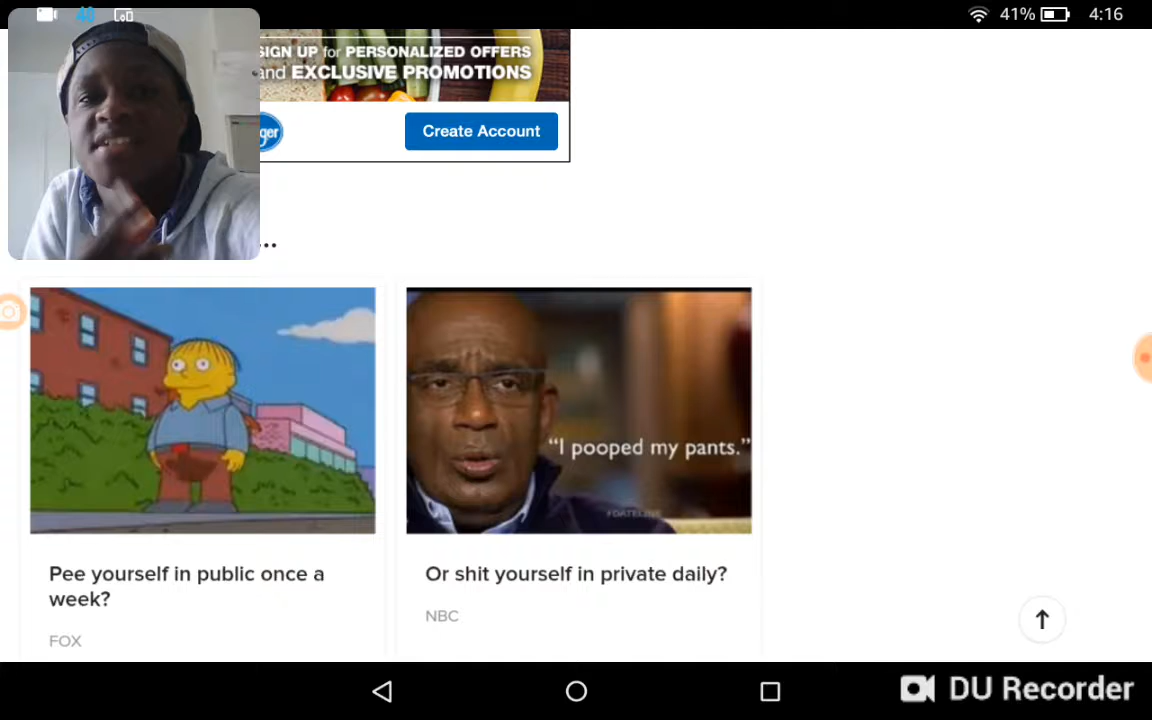 41% 4:16
SIGN UP for PERSONALIZED OFFERS
and EXCLUSIVE PROMOTIONS
Create Account
...
"I pooped my pants."
#DATELINE
Pee yourself in public once a
week?
FOX
Or shit yourself in private daily?
NBC
DU Recorder